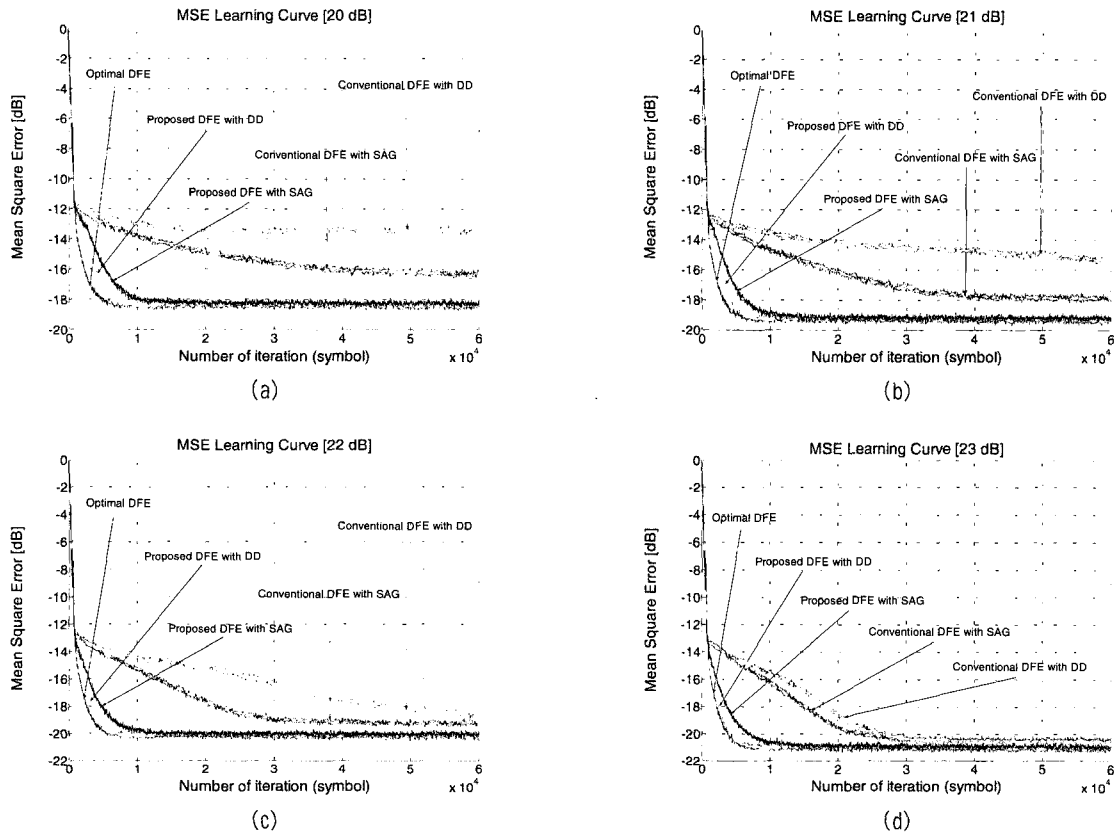 MSE Learning Curve [20 dB]
0
-2
-4
-6
-8
-10
-12
-14
-16
-18
-20
Mean Square Error [dB]
Optimal DFE
Conventional DFE with DD
Proposed DFE with DD
Conventional DFE with SAG
Proposed DFE with SAG
0 1 2 3 4 5 6
Number of iteration (symbol)
x 10^4
(a)
MSE Learning Curve [21 dB]
0
-2
-4
-6
-8
-10
-12
-14
-16
-18
-20
Mean Square Error [dB]
Optimal DFE
Conventional DFE with DD
Proposed DFE with DD
Conventional DFE with SAG
Proposed DFE with SAG
0 1 2 3 4 5 6
Number of iteration (symbol)
x 10^4
(b)
MSE Learning Curve [22 dB]
0
-2
-4
-6
-8
-10
-12
-14
-16
-18
-20
-22
Mean Square Error [dB]
Optimal DFE
Conventional DFE with DD
Proposed DFE with DD
Conventional DFE with SAG
Proposed DFE with SAG
0 1 2 3 4 5 6
Number of iteration (symbol)
x 10^4
(c)
MSE Learning Curve [23 dB]
0
-2
-4
-6
-8
-10
-12
-14
-16
-18
-20
-22
Mean Square Error [dB]
Optimal DFE
Proposed DFE with DD
Proposed DFE with SAG
Conventional DFE with SAG
Conventional DFE with DD
0 1 2 3 4 5 6
Number of iteration (symbol)
x 10^4
(d)